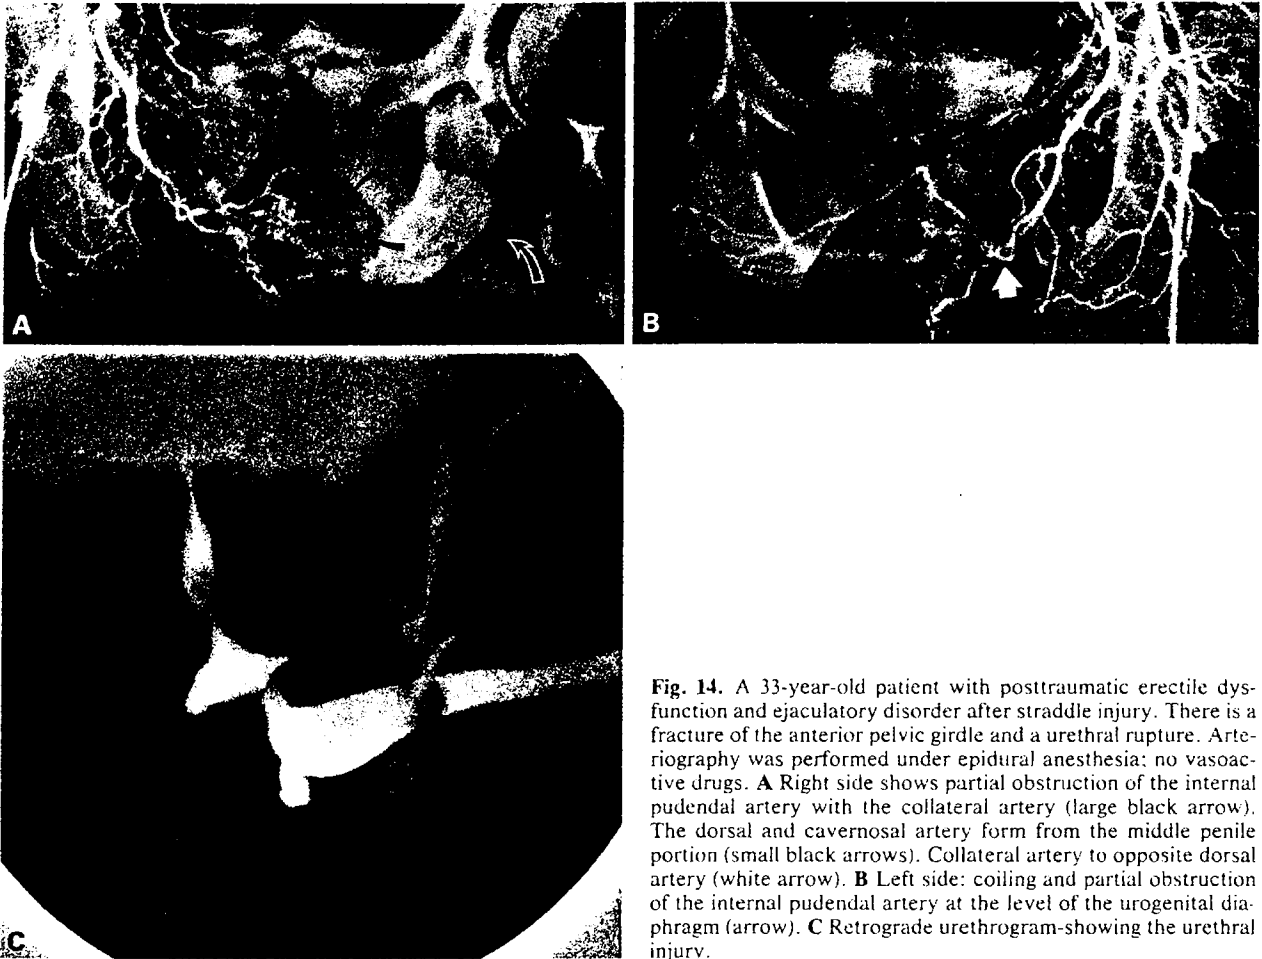 A
B
C
Fig. 14. A 33-year-old patient with posttraumatic erectile dys-
function and ejaculatory disorder after straddle injury. There is a
fracture of the anterior pelvic girdle and a urethral rupture. Arte-
riography was performed under epidural anesthesia: no vasoac-
tive drugs. A Right side shows partial obstruction of the internal
pudendal artery with the collateral artery (large black arrow).
The dorsal and cavernosal artery form from the middle penile
portion (small black arrows). Collateral artery to opposite dorsal
artery (white arrow). B Left side: coiling and partial obstruction
of the internal pudendal artery at the level of the urogenital dia-
phragm (arrow). C Retrograde urethrogram-showing the urethral
injury.